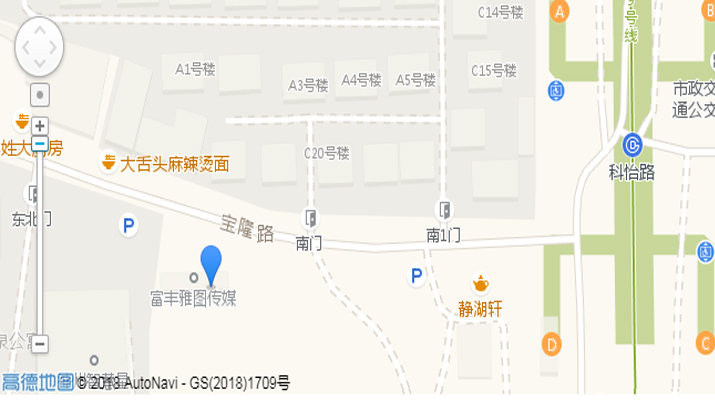 C14号楼
A
B
9号线
A1号楼
A3号楼
A4号楼
A5号楼
C15号楼
市政交
通公交
姓大厨房
大舌头麻辣烫面
C20号楼
科怡路
东北门
P
宝隆路
南门
南1门
P
富丰雅图传媒
静湖轩
D
C
高德地图 © 2018 AutoNavi - GS(2018)1709号